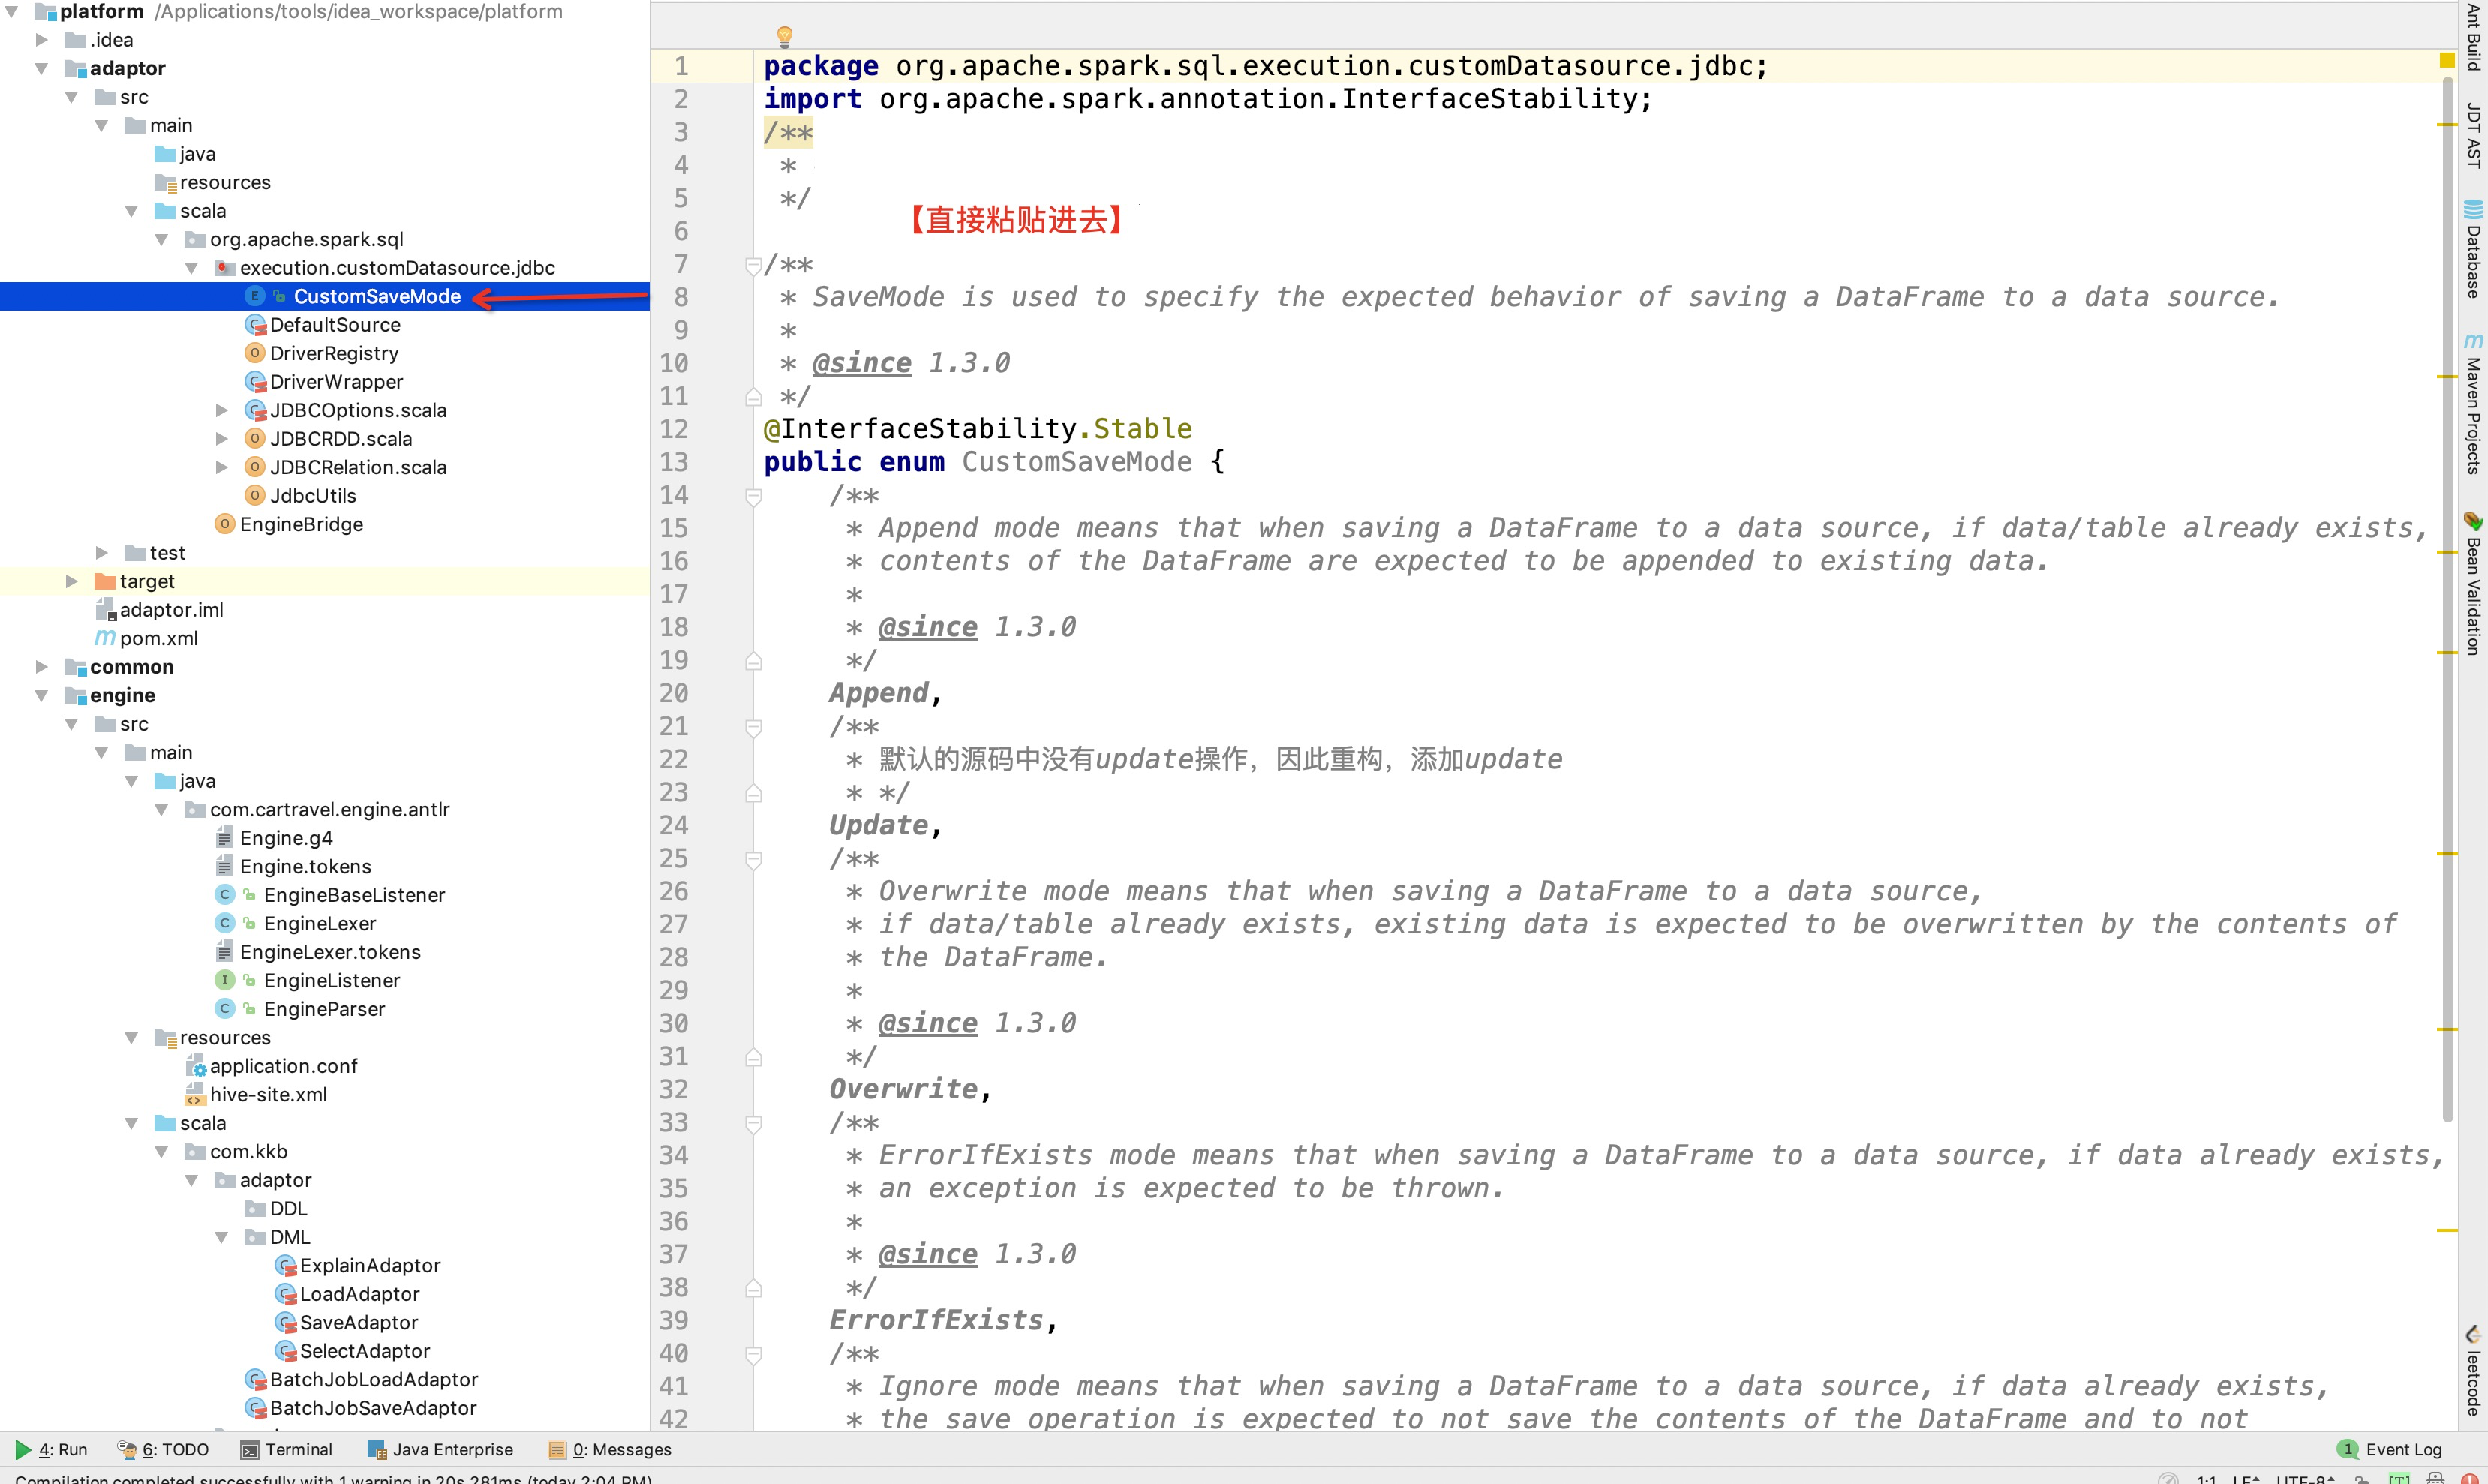 platform /Applications/tools/idea_workspace/platform
.idea
adaptor
src
main
java
resources
scala
org.apache.spark.sql
execution.customDatasource.jdbc
CustomSaveMode
DefaultSource
DriverRegistry
DriverWrapper
JDBCOptions.scala
JDBCRDD.scala
JDBCRelation.scala
JdbcUtils
EngineBridge
test
target
adaptor.iml
pom.xml
common
engine
src
main
java
com.cartravel.engine.antlr
Engine.g4
Engine.tokens
EngineBaseListener
EngineLexer
EngineLexer.tokens
EngineListener
EngineParser
resources
application.conf
hive-site.xml
scala
com.kkb
adaptor
DDL
DML
ExplainAdaptor
LoadAdaptor
SaveAdaptor
SelectAdaptor
BatchJobLoadAdaptor
BatchJobSaveAdaptor
1 package org.apache.spark.sql.execution.customDatasource.jdbc;
2 import org.apache.spark.annotation.InterfaceStability;
3 /**
4 *
5 */
【直接粘贴进去】
6
7 /**
8 * SaveMode is used to specify the expected behavior of saving a DataFrame to a data source.
9 *
10 * @since 1.3.0
11 */
12 @InterfaceStability.Stable
13 public enum CustomSaveMode {
14 /**
15 * Append mode means that when saving a DataFrame to a data source, if data/table already exists,
16 * contents of the DataFrame are expected to be appended to existing data.
17 *
18 * @since 1.3.0
19 */
20 Append,
21 /**
22 * 默认的源码中没有update操作，因此重构，添加update
23 * */
24 Update,
25 /**
26 * Overwrite mode means that when saving a DataFrame to a data source,
27 * if data/table already exists, existing data is expected to be overwritten by the contents of
28 * the DataFrame.
29 *
30 * @since 1.3.0
31 */
32 Overwrite,
33 /**
34 * ErrorIfExists mode means that when saving a DataFrame to a data source, if data already exists,
35 * an exception is expected to be thrown.
36 *
37 * @since 1.3.0
38 */
39 ErrorIfExists,
40 /**
41 * Ignore mode means that when saving a DataFrame to a data source, if data already exists,
42 * the save operation is expected to not save the contents of the DataFrame and to not
Ant Build
JDT AST
Database
Maven Projects
Bean Validation
leetcode
4: Run 6: TODO Terminal Java Enterprise 0: Messages 1 Event Log
Compilation completed successfully with 1 warning in 20s 281ms (today 2:04 PM) 1:1 LF UTF-8 [T]